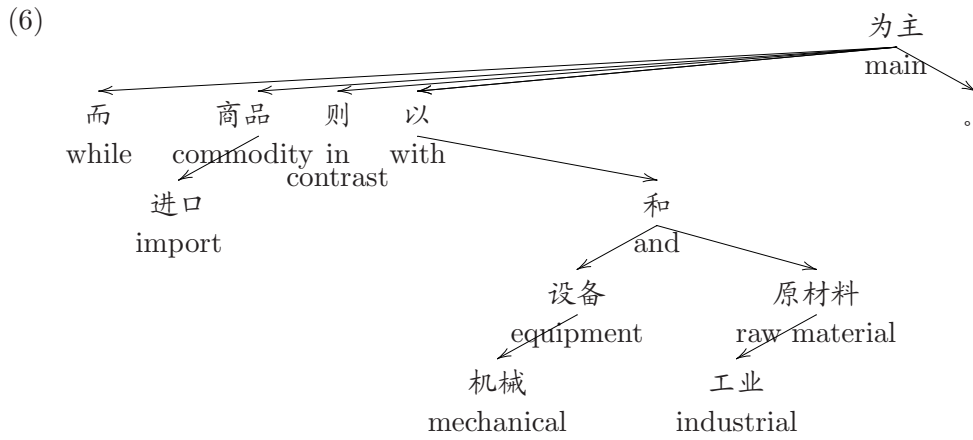 (6)
为主
main
而 商品 则 以 。
while commodity in contrast with
进口 和
import and
设备 原材料
equipment raw material
机械 工业
mechanical industrial